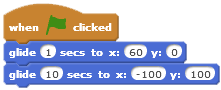 when clicked
glide 1 secs to x: 60 y: 0
glide 10 secs to x: -100 y: 100